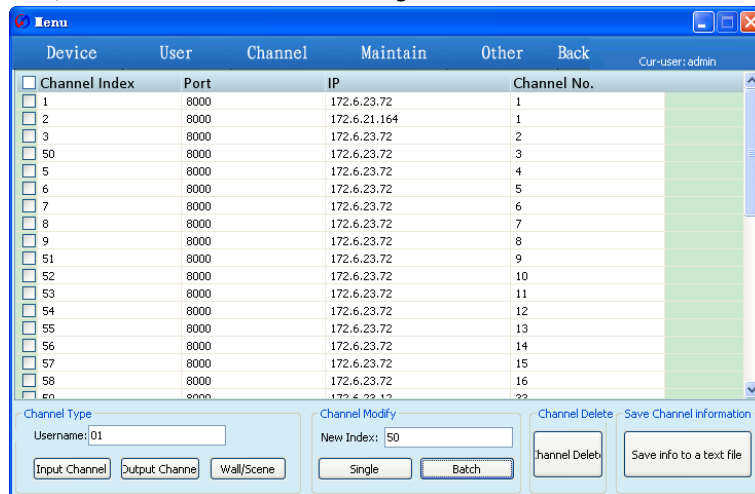 Menu
Device User Channel Maintain Other Back Cur-user: admin
Channel Index Port IP Channel No.
1 8000 172.6.23.72 1
2 8000 172.6.21.164 1
3 8000 172.6.23.72 2
50 8000 172.6.23.72 3
5 8000 172.6.23.72 4
6 8000 172.6.23.72 5
7 8000 172.6.23.72 6
8 8000 172.6.23.72 7
9 8000 172.6.23.72 8
51 8000 172.6.23.72 9
52 8000 172.6.23.72 10
53 8000 172.6.23.72 11
54 8000 172.6.23.72 12
55 8000 172.6.23.72 13
56 8000 172.6.23.72 14
57 8000 172.6.23.72 15
58 8000 172.6.23.72 16
Channel Type Channel Modify Channel Delete Save Channel information
Username: 01 New Index: 50
Input Channel Output Channe Wall/Scene Single Batch hannel Delet Save info to a text file